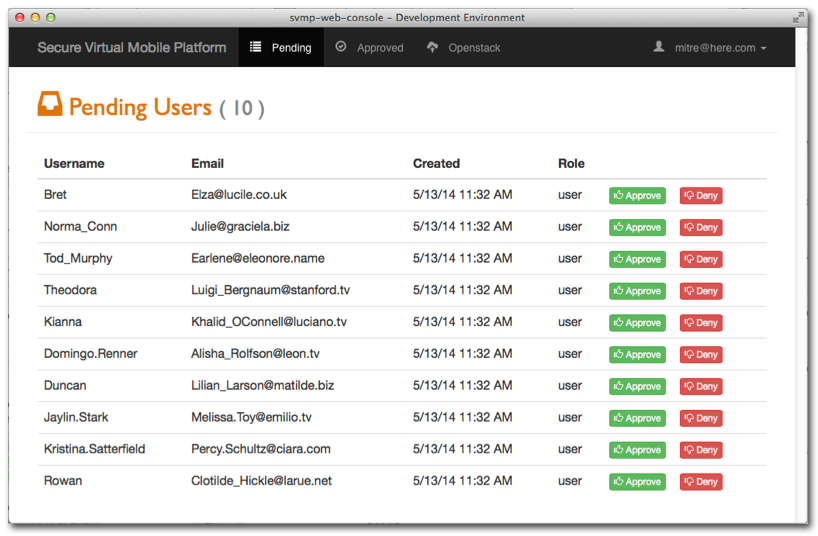 svmp-web-console – Development Environment
Secure Virtual Mobile Platform Pending Approved Openstack mitre@here.com
Pending Users ( 10 )
Username Email Created Role
Bret Elza@lucile.co.uk 5/13/14 11:32 AM user Approve Deny
Norma_Conn Julie@graciela.biz 5/13/14 11:32 AM user Approve Deny
Tod_Murphy Earlene@eleonore.name 5/13/14 11:32 AM user Approve Deny
Theodora Luigi_Bergnaum@stanford.tv 5/13/14 11:32 AM user Approve Deny
Kianna Khalid_OConnell@luciano.tv 5/13/14 11:32 AM user Approve Deny
Domingo.Renner Alisha_Rolfson@leon.tv 5/13/14 11:32 AM user Approve Deny
Duncan Lilian_Larson@matilde.biz 5/13/14 11:32 AM user Approve Deny
Jaylin.Stark Melissa.Toy@emilio.tv 5/13/14 11:32 AM user Approve Deny
Kristina.Satterfield Percy.Schultz@ciara.com 5/13/14 11:32 AM user Approve Deny
Rowan Clotilde_Hickle@larue.net 5/13/14 11:32 AM user Approve Deny